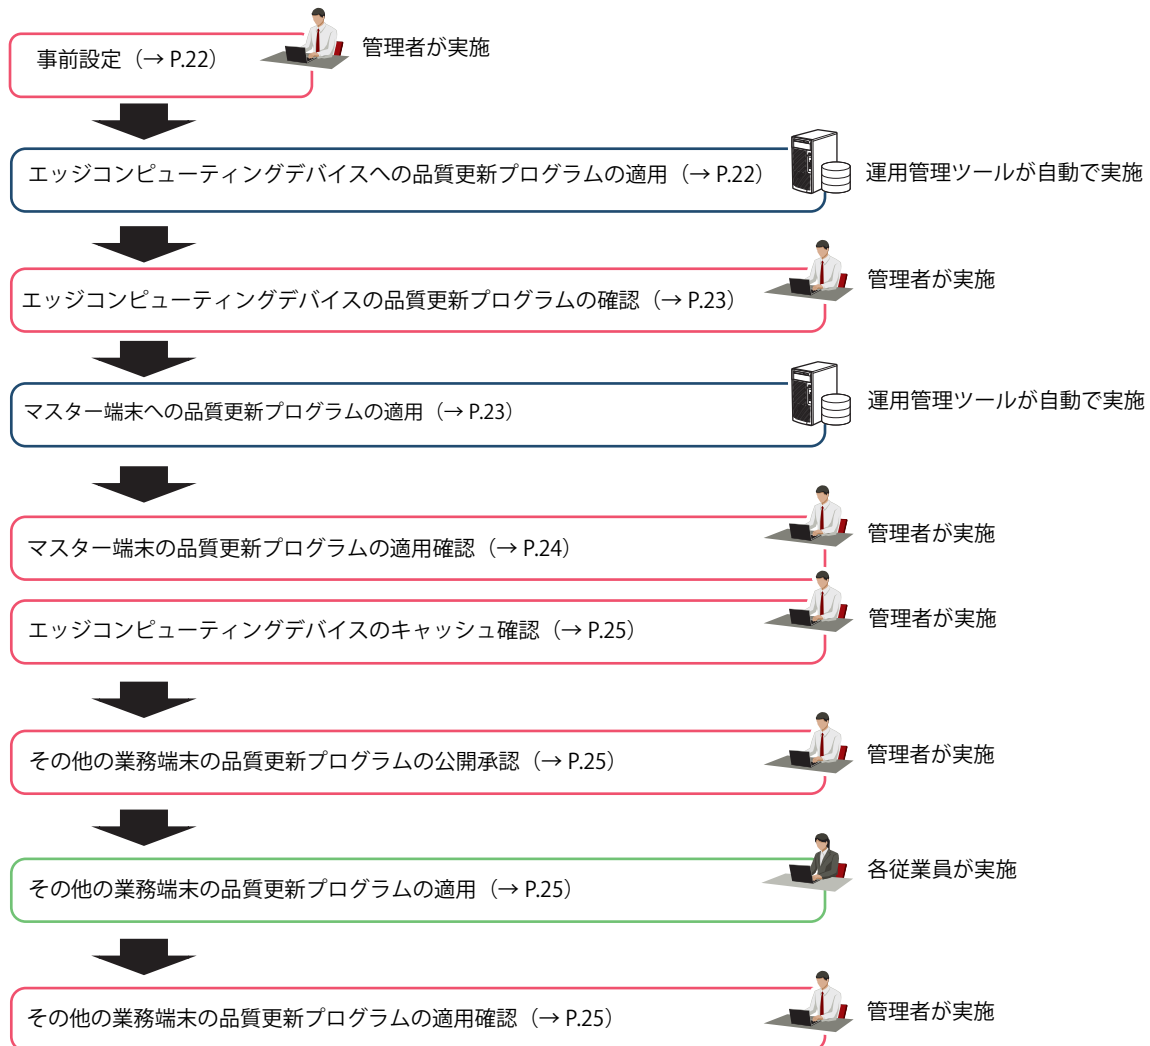 事前設定（→ P.22）
管理者が実施
エッジコンピューティングデバイスへの品質更新プログラムの適用（→ P.22）
運用管理ツールが自動で実施
エッジコンピューティングデバイスの品質更新プログラムの確認（→ P.23）
管理者が実施
マスター端末への品質更新プログラムの適用（→ P.23）
運用管理ツールが自動で実施
マスター端末の品質更新プログラムの適用確認（→ P.24）
管理者が実施
エッジコンピューティングデバイスのキャッシュ確認（→ P.25）
管理者が実施
その他の業務端末の品質更新プログラムの公開承認（→ P.25）
管理者が実施
その他の業務端末の品質更新プログラムの適用（→ P.25）
各従業員が実施
その他の業務端末の品質更新プログラムの適用確認（→ P.25）
管理者が実施